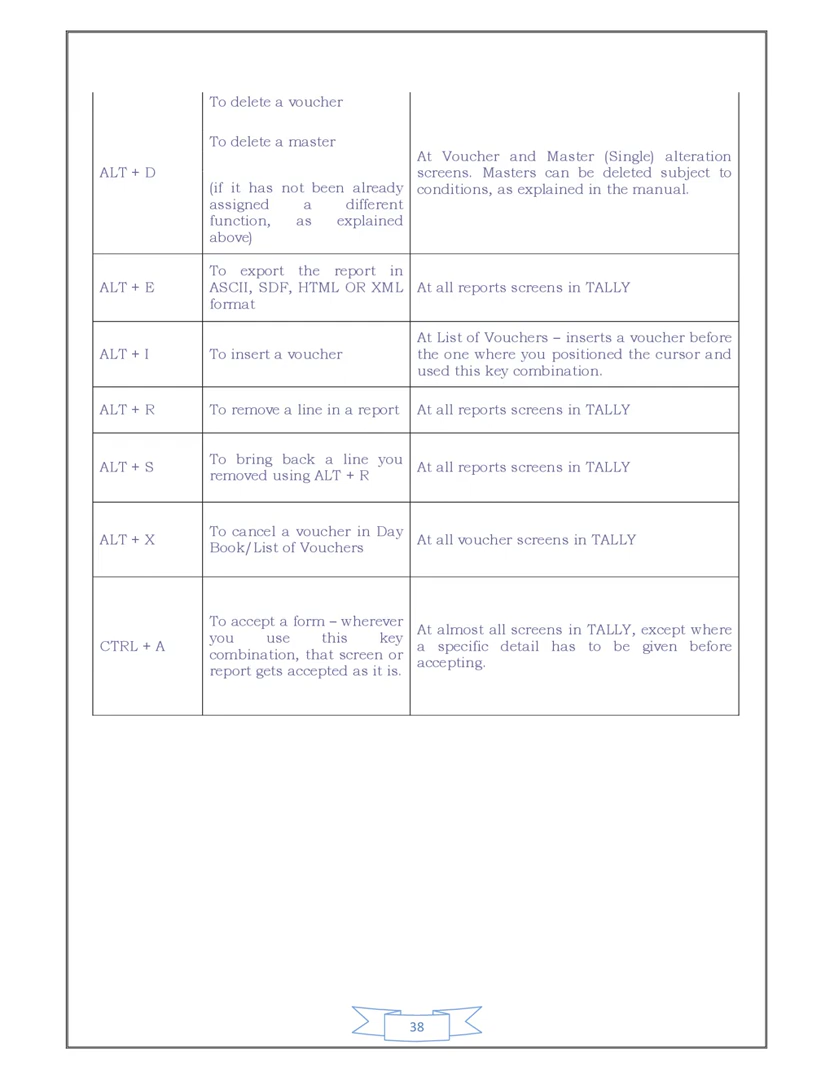 To delete a voucher
To delete a master
ALT + D
(if it has not been already
assigned a different
function, as explained
above)
At Voucher and Master (Single) alteration
screens. Masters can be deleted subject to
conditions, as explained in the manual.
ALT + E
To export the report in
ASCII, SDF, HTML OR XML
format
At all reports screens in TALLY
ALT + I
To insert a voucher
At List of Vouchers – inserts a voucher before
the one where you positioned the cursor and
used this key combination.
ALT + R
To remove a line in a report
At all reports screens in TALLY
ALT + S
To bring back a line you
removed using ALT + R
At all reports screens in TALLY
ALT + X
To cancel a voucher in Day
Book/List of Vouchers
At all voucher screens in TALLY
CTRL + A
To accept a form – wherever
you use this key
combination, that screen or
report gets accepted as it is.
At almost all screens in TALLY, except where
a specific detail has to be given before
accepting.
38